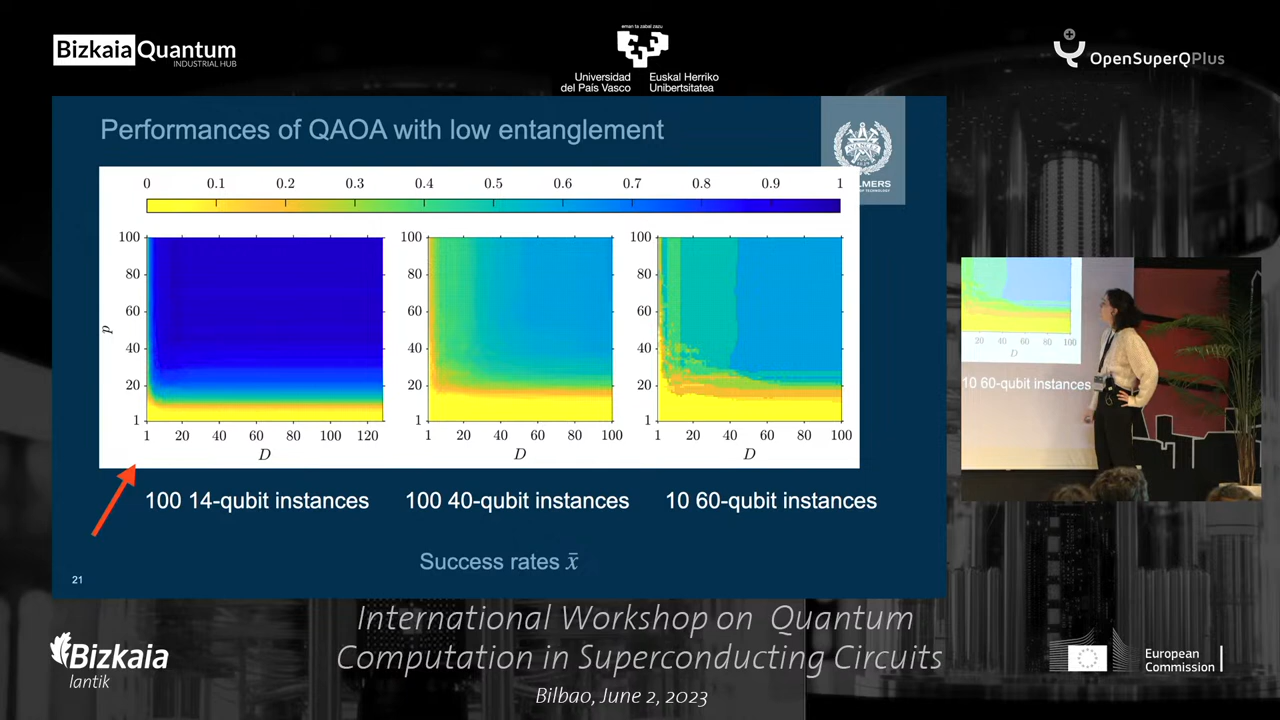 Bizkaia Quantum
INDUSTRIAL HUB
eman ta zabal zazu
Universidad
del País Vasco
Euskal Herriko
Unibertsitatea
OpenSuperQPlus
Performances of QAOA with low entanglement
0 0.1 0.2 0.3 0.4 0.5 0.6 0.7 0.8 0.9 1
100 80 60 40 20 1
p
1 20 40 60 80 100 120
D
100 80 60 40 20 1
1 20 40 60 80 100
D
100 80 60 40 20 1
1 20 40 60 80 100
D
100 14-qubit instances
100 40-qubit instances
10 60-qubit instances
Success rates x̄
21
20 40 60 80 100
D
10 60-qubit instances
International Workshop on Quantum
Computation in Superconducting Circuits
Bilbao, June 2, 2023
Bizkaia
lantik
European
Commission